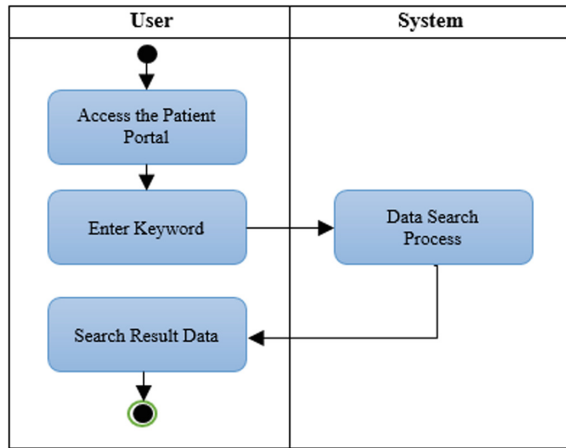 User
System
Access the Patient
Portal
Enter Keyword
Data Search
Process
Search Result Data